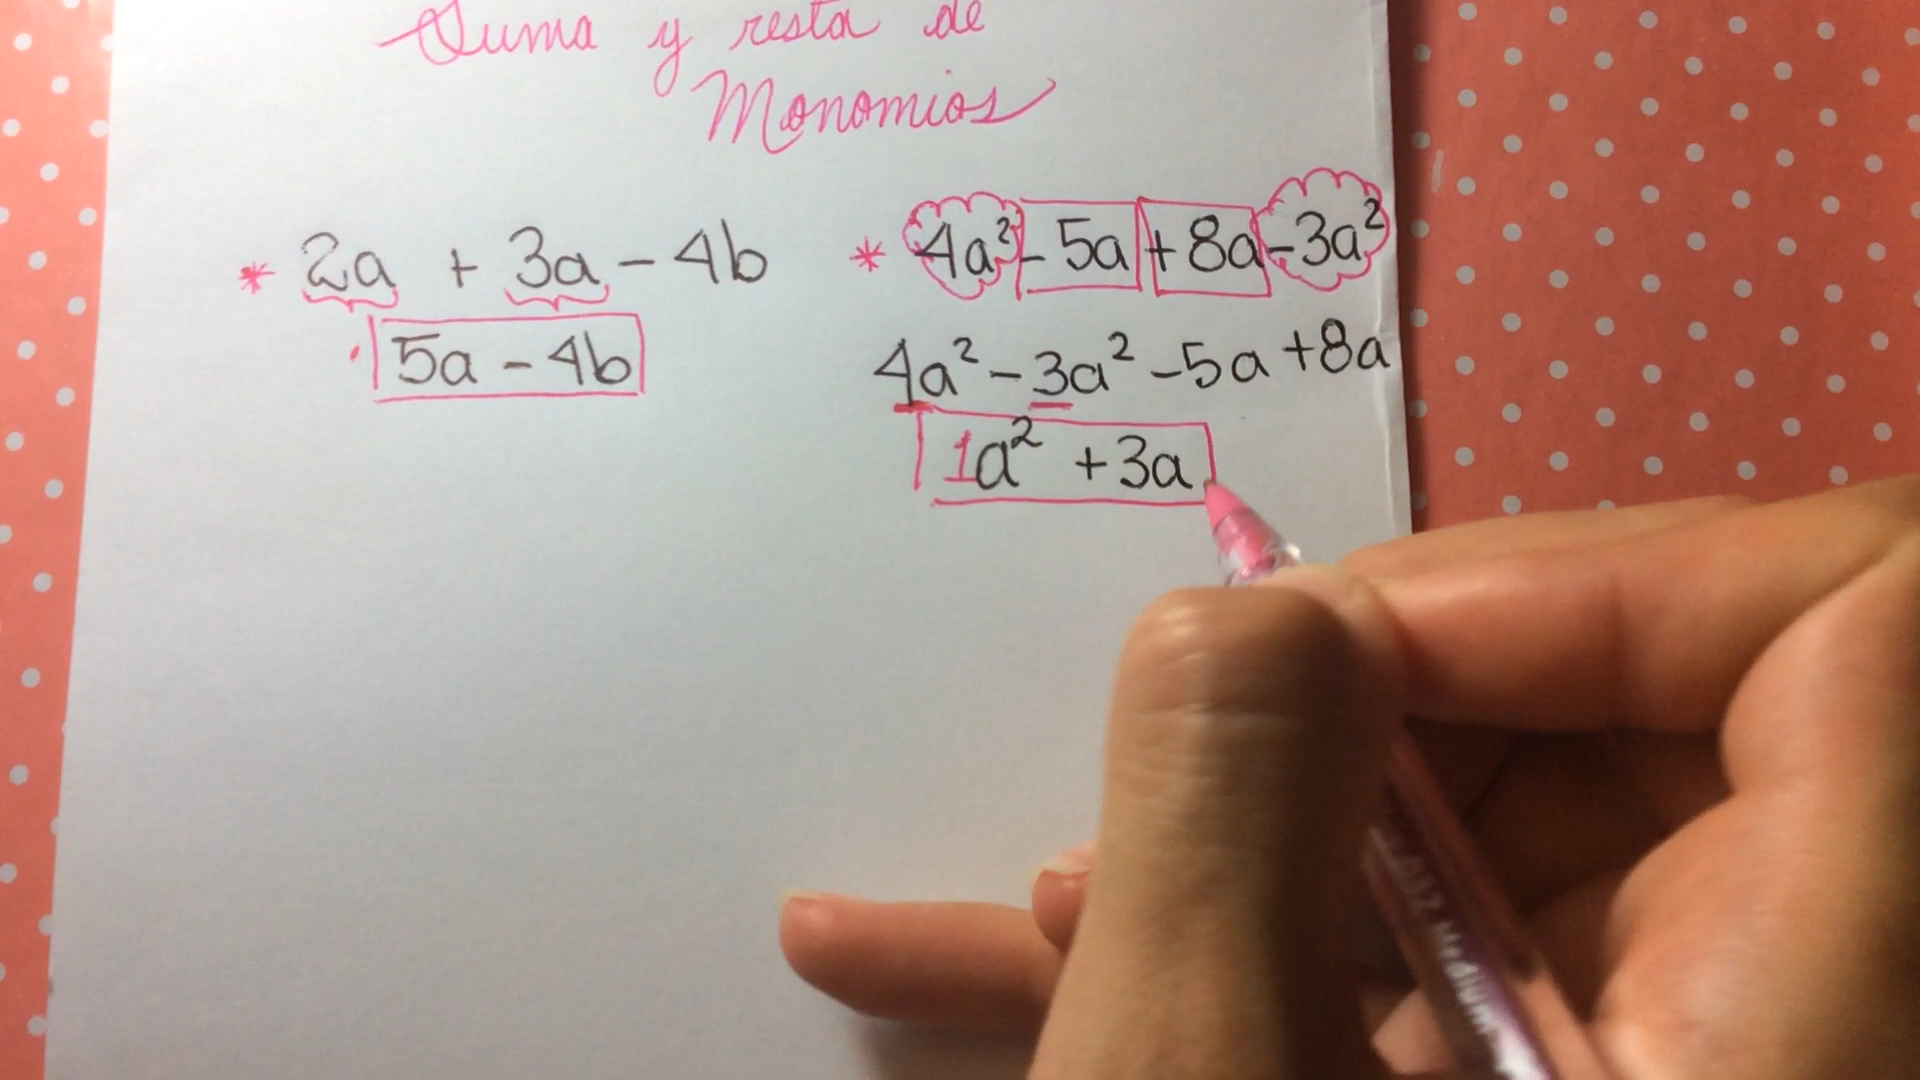 Suma y resta de
Monomios
* 2a + 3a - 4b
5a - 4b
* 4a² - 5a + 8a - 3a²
4a² - 3a² - 5a + 8a
1a² + 3a
Medium